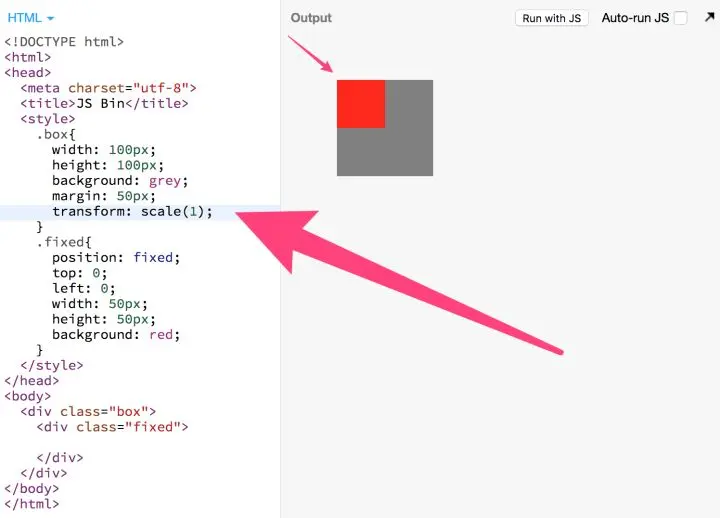 HTML
Output
Run with JS
Auto-run JS
<!DOCTYPE html>
<html>
<head>
  <meta charset="utf-8">
  <title>JS Bin</title>
  <style>
    .box{
      width: 100px;
      height: 100px;
      background: grey;
      margin: 50px;
      transform: scale(1);
    }
    .fixed{
      position: fixed;
      top: 0;
      left: 0;
      width: 50px;
      height: 50px;
      background: red;
    }
  </style>
</head>
<body>
  <div class="box">
    <div class="fixed">
    </div>
  </div>
</body>
</html>